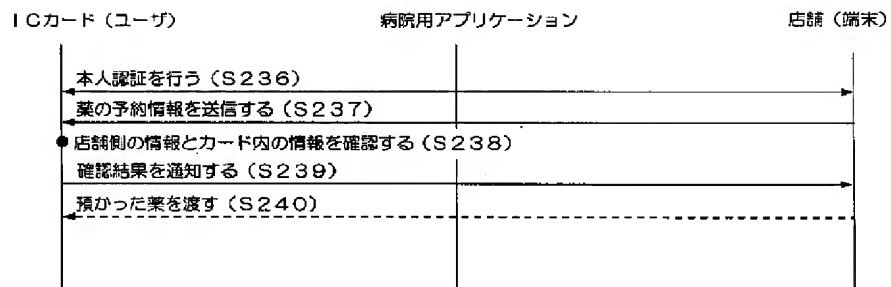 ＩＣカード（ユーザ）
病院用アプリケーション
店舗（端末）
本人認証を行う（Ｓ２３６）
薬の予約情報を送信する（Ｓ２３７）
店舗側の情報とカード内の情報を確認する（Ｓ２３８）
確認結果を通知する（Ｓ２３９）
預かった薬を渡す（Ｓ２４０）